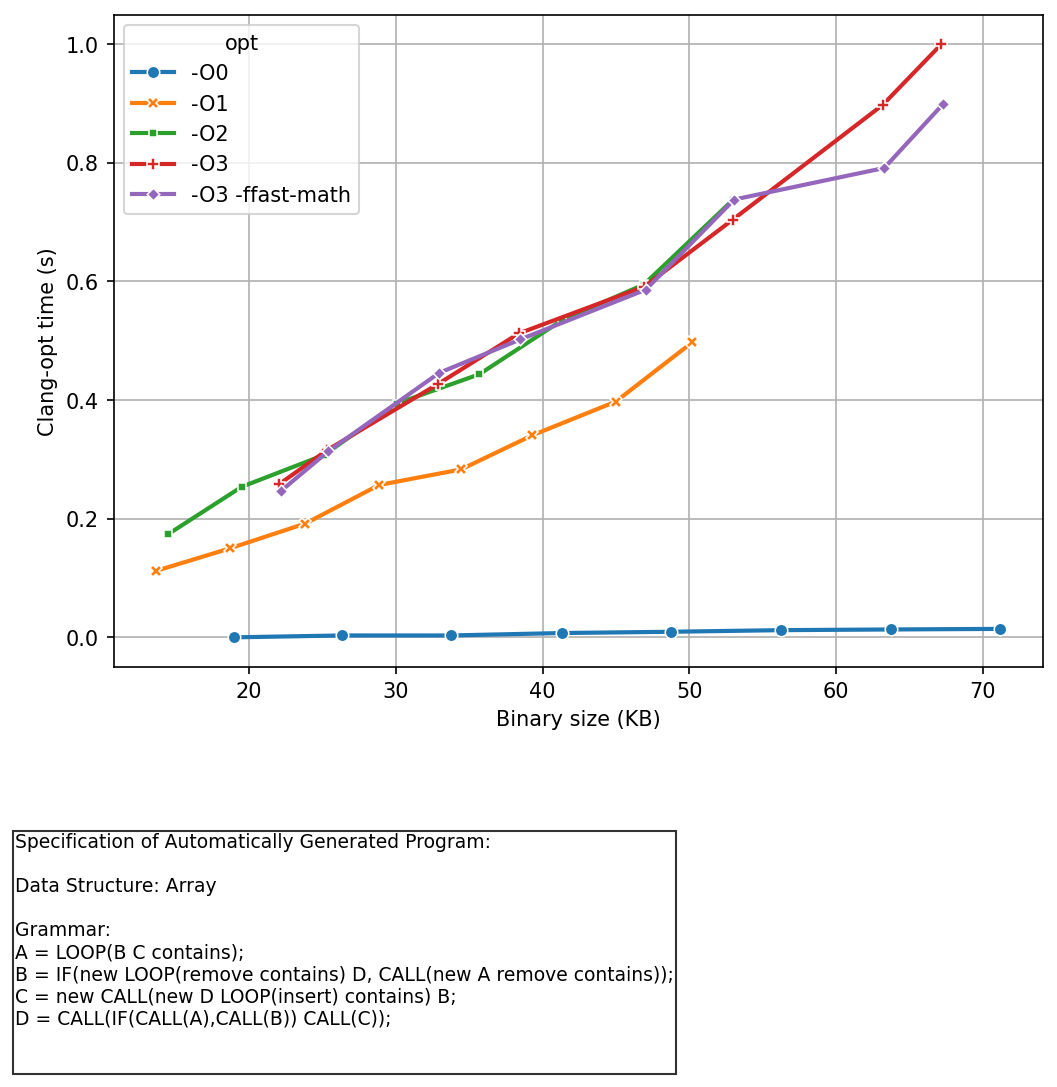 opt
-O0
-O1
-O2
-O3
-O3 -ffast-math
1.0
0.8
0.6
0.4
0.2
0.0
Clang-opt time (s)
20 30 40 50 60 70
Binary size (KB)
Specification of Automatically Generated Program:
Data Structure: Array
Grammar:
A = LOOP(B C contains);
B = IF(new LOOP(remove contains) D, CALL(new A remove contains));
C = new CALL(new D LOOP(insert) contains) B;
D = CALL(IF(CALL(A),CALL(B)) CALL(C));